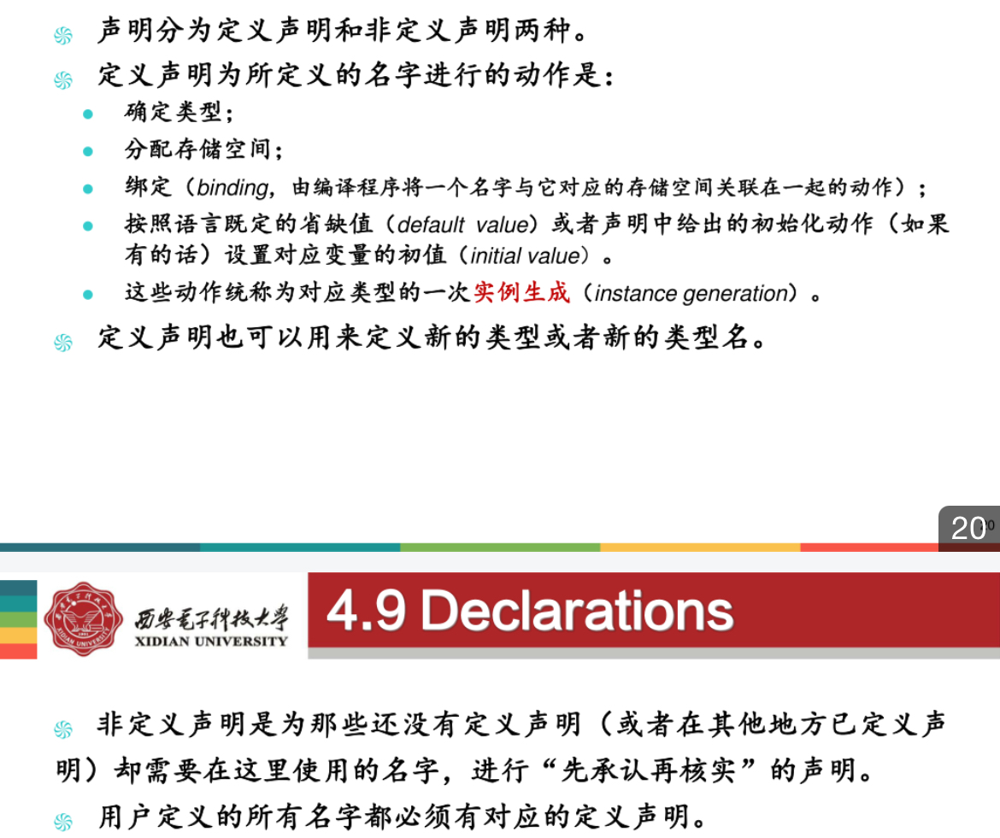 声明分为定义声明和非定义声明两种。
定义声明为所定义的名字进行的动作是：
确定类型；
分配存储空间；
绑定（binding，由编译程序将一个名字与它对应的存储空间关联在一起的动作）；
按照语言既定的省缺值（default value）或者声明中给出的初始化动作（如果
有的话）设置对应变量的初值（initial value）。
这些动作统称为对应类型的一次实例生成（instance generation）。
定义声明也可以用来定义新的类型或者新的类型名。
20
20
西安电子科技大学
XIDIAN UNIVERSITY
4.9 Declarations
非定义声明是为那些还没有定义声明（或者在其他地方已定义声
明）却需要在这里使用的名字，进行“先承认再核实”的声明。
用户定义的所有名字都必须有对应的定义声明。